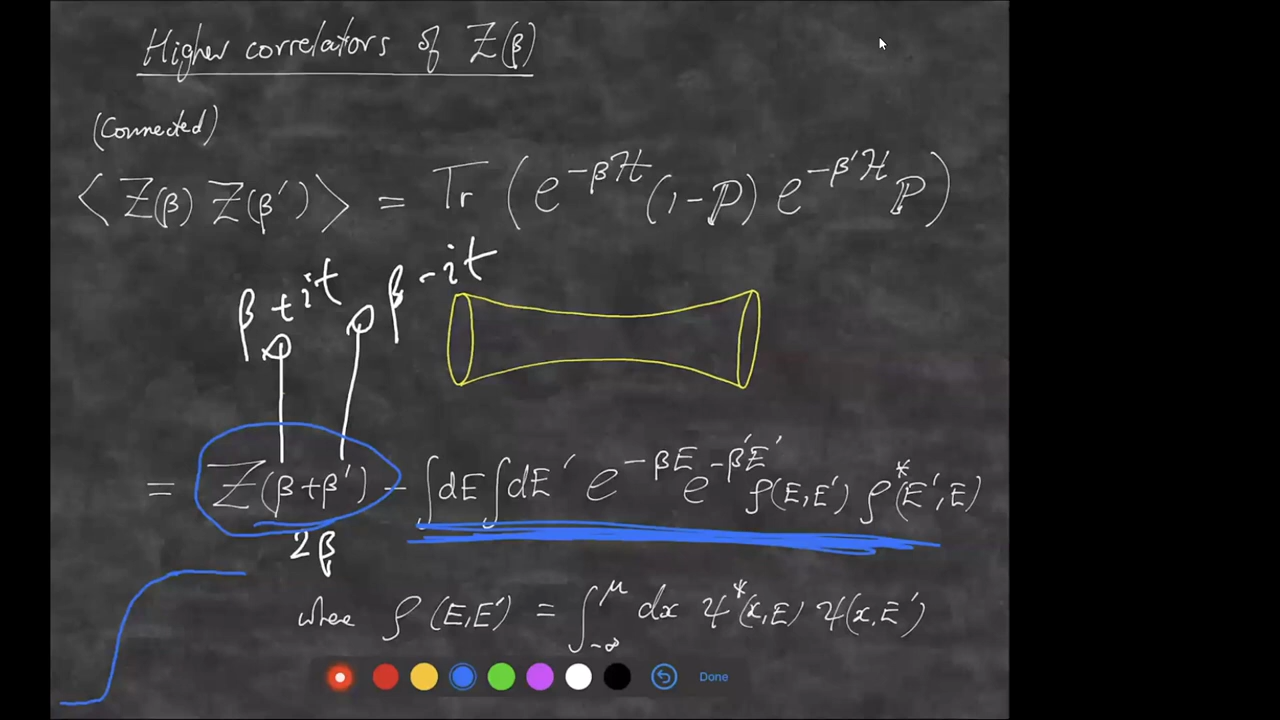 Higher correlators of Z(β)
(Connected)
⟨ Z(β) Z(β') ⟩ = Tr ( e^{-βℋ} (1-P) e^{-β'ℋ} P )
β + it β - it
= Z(β+β') - ∫dE ∫dE' e^{-βE} e^{-β'E'} ρ(E,E') ρ*(E',E)
2β
where ρ(E,E') = ∫_{-∞}^{μ} dx ψ*(x,E) ψ(x,E')
Done